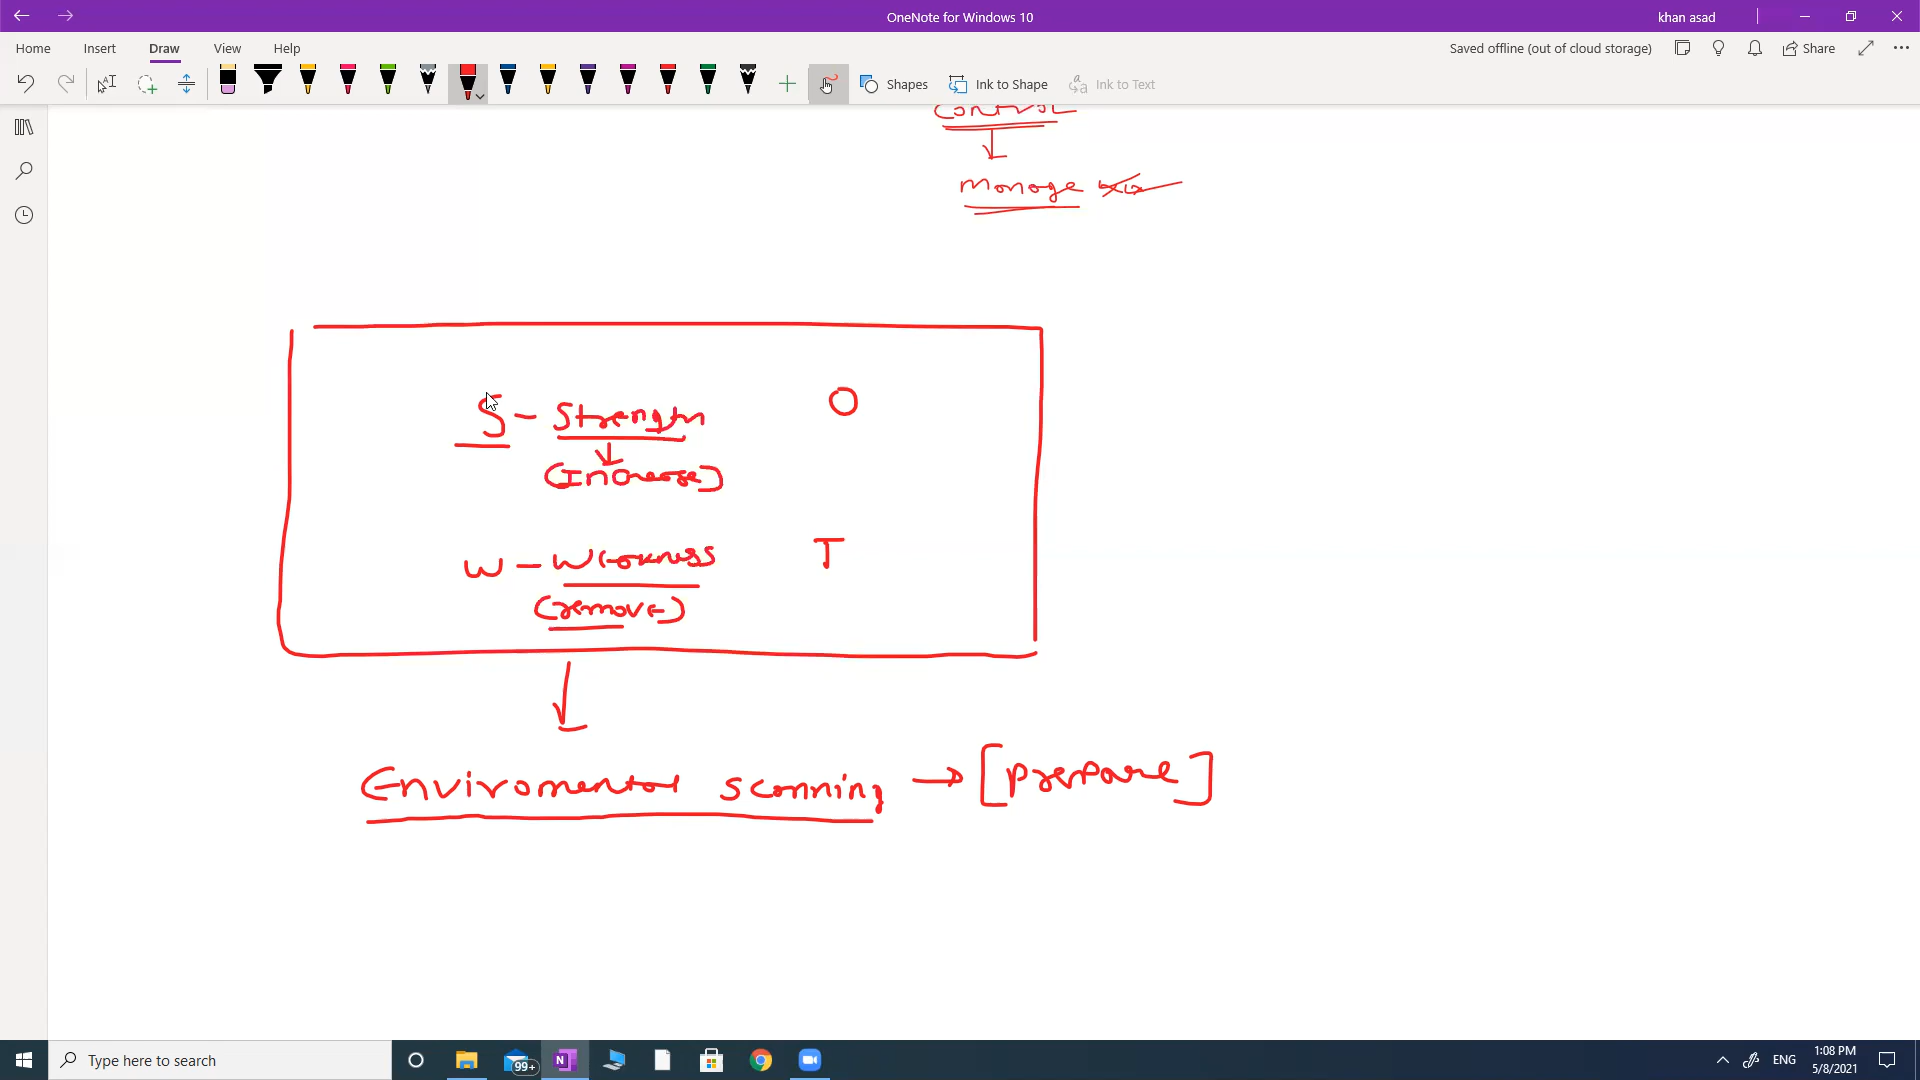 OneNote for Windows 10
khan asad
Home Insert Draw View Help
Saved offline (out of cloud storage)
Share
Shapes
Ink to Shape
Ink to Text
Control
Manage
S - Strength O
(Increase)
W - Weakness T
(remove)
Enviromental scanning → [prepare]
Type here to search
99+
ENG
1:08 PM
5/8/2021